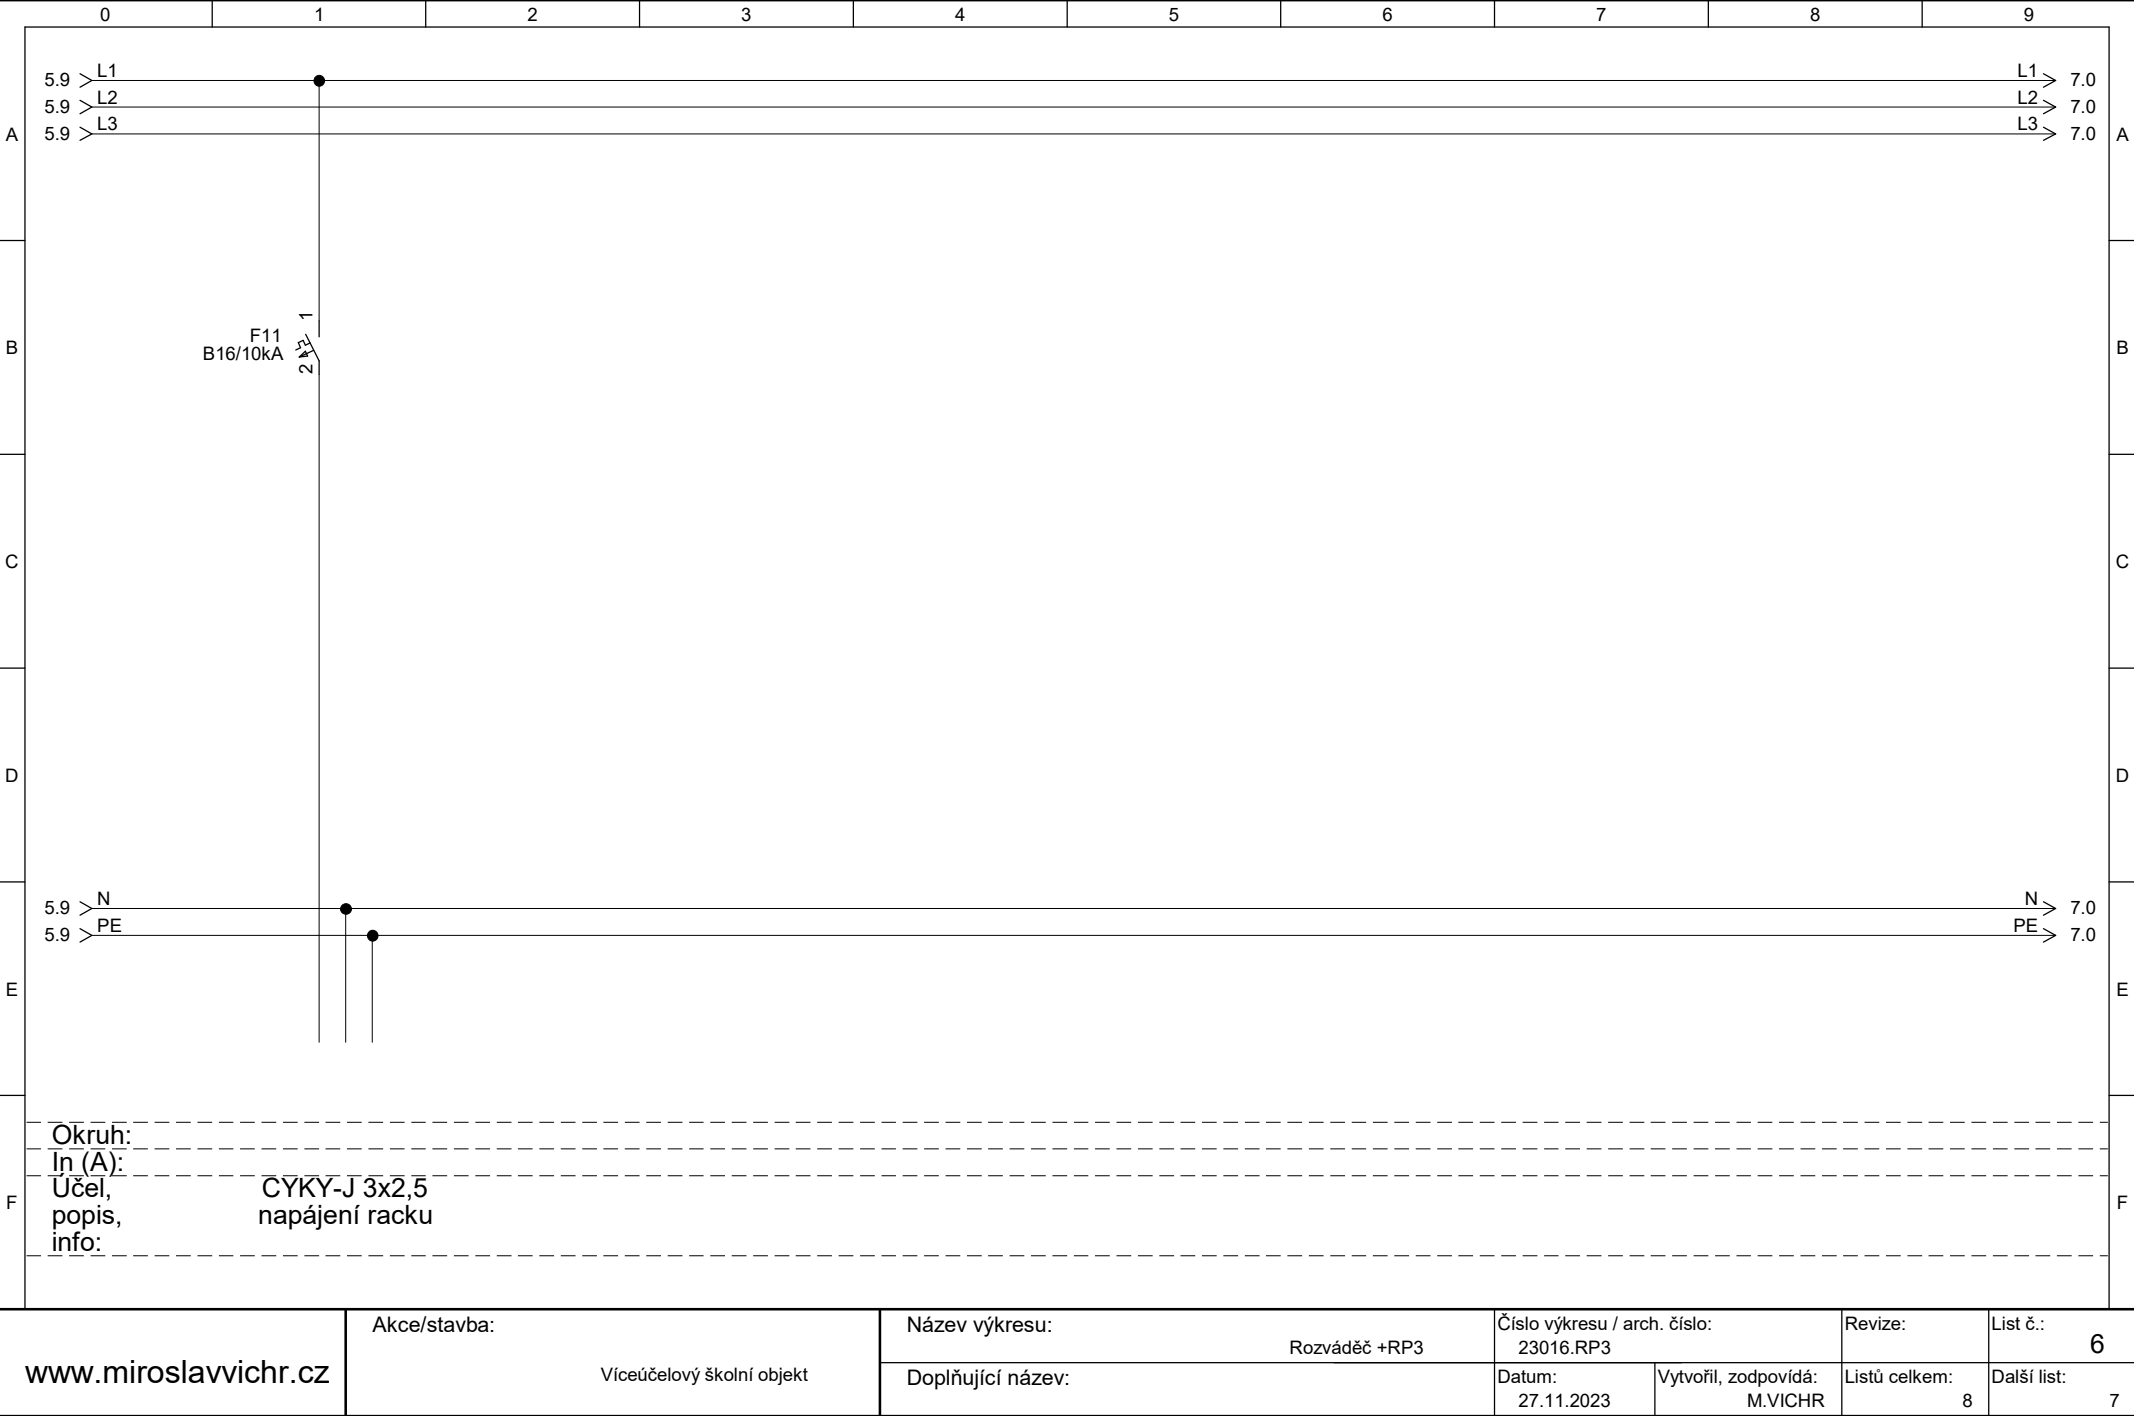 0 1 2 3 4 5 6 7 8 9
5.9 L1 L1 7.0
5.9 L2 L2 7.0
5.9 L3 L3 7.0
A A
1
F11
B16/10kA
2
B B
C C
D D
5.9 N N 7.0
5.9 PE PE 7.0
E E
Okruh:
In (A):
Účel, CYKY-J 3x2,5
popis, napájení racku
info:
F F
www.miroslavvichr.cz
Akce/stavba:
Víceúčelový školní objekt
Název výkresu:
Rozváděč +RP3
Doplňující název:
Číslo výkresu / arch. číslo:
23016.RP3
Revize:
List č.:
6
Datum:
27.11.2023
Vytvořil, zodpovídá:
M.VICHR
Listů celkem:
8
Další list:
7